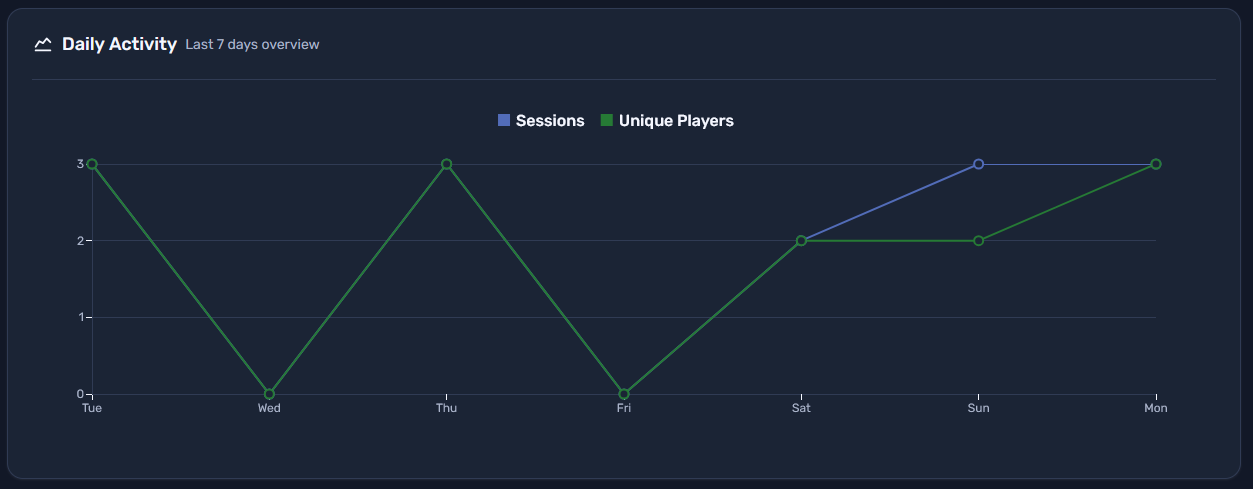 Daily Activity Last 7 days overview
Sessions Unique Players
3
2
1
0
Tue Wed Thu Fri Sat Sun Mon